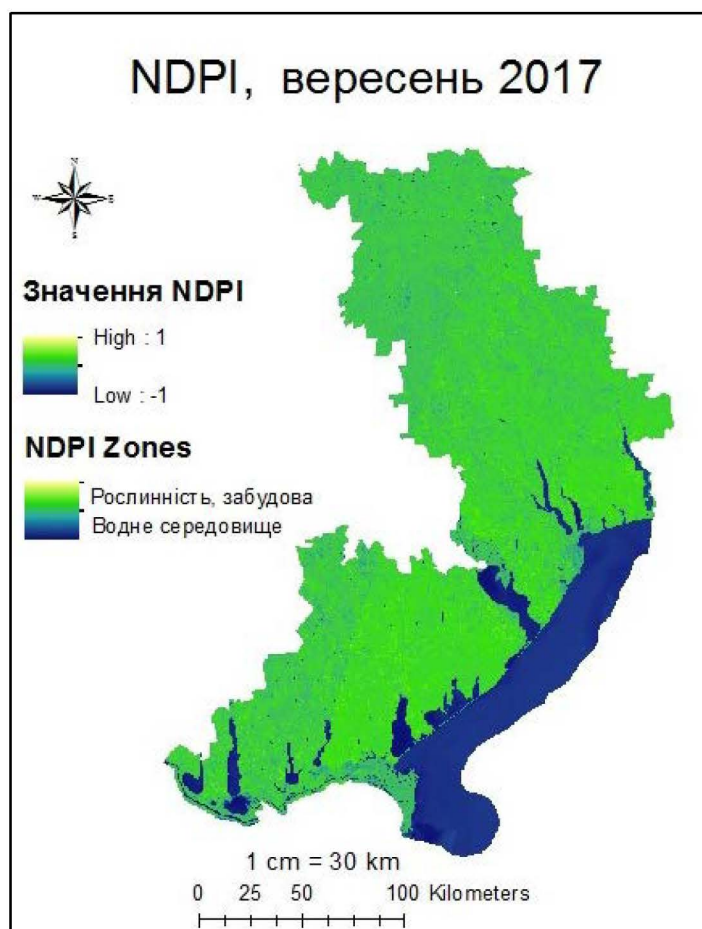 NDPI, вересень 2017
N
W
E
S
Значення NDPI
High : 1
Low : -1
NDPI Zones
Рослинність, забудова
Водне середовище
1 cm = 30 km
0 25 50 100 Kilometers